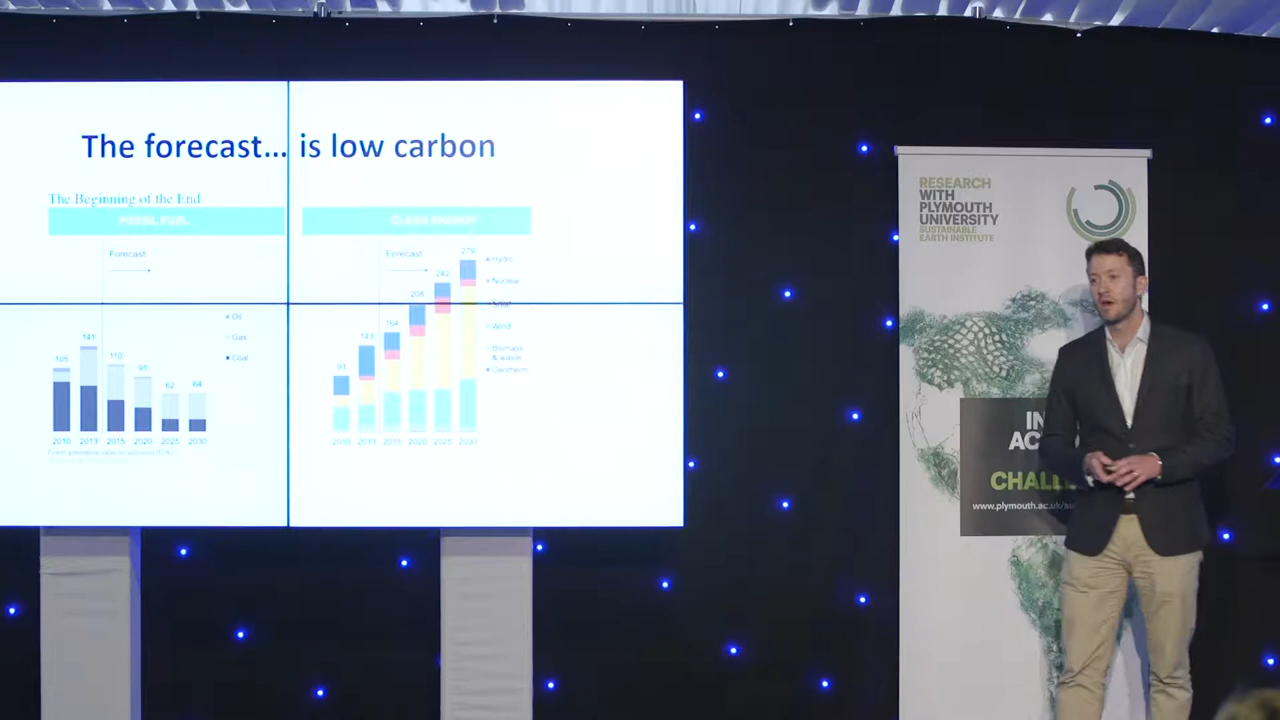 The forecast... is low carbon
The Beginning of the End
FOSSIL FUEL
CLEAN ENERGY
Forecast
Oil
Gas
Coal
105
141
110
91
62
64
2010
2013
2015
2020
2025
2030
Forecast
Hydro
Nuclear
Solar
Wind
Biomass
& waste
Geotherm
93
143
164
208
242
279
2010
2013
2015
2020
2025
2030
RESEARCH
WITH
PLYMOUTH
UNIVERSITY
SUSTAINABLE
EARTH INSTITUTE
IN
AC
CHALL
www.plymouth.ac.uk/su